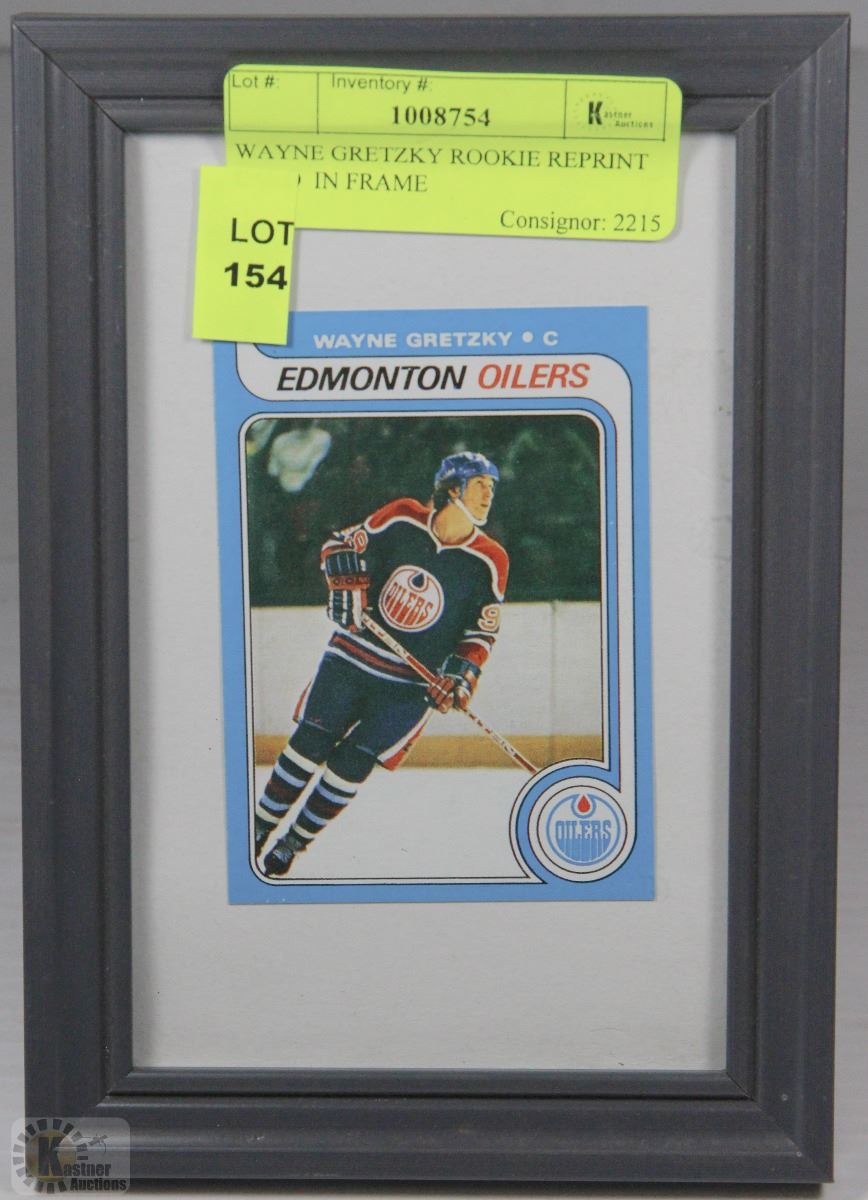 Lot #:
Inventory #:
1008754
Kastner
Auctions
WAYNE GRETZKY ROOKIE REPRINT
IN FRAME
Consignor: 2215
LOT
154
WAYNE GRETZKY • C
EDMONTON OILERS
OILERS
9
OILERS
Kastner
Auctions